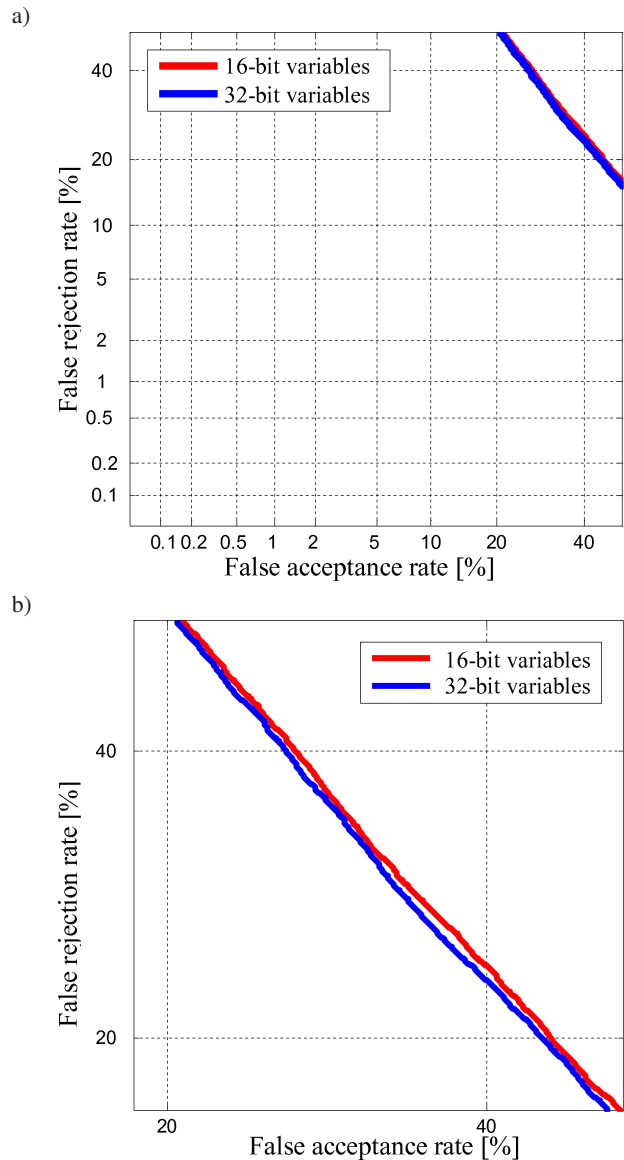 a)
16-bit variables
32-bit variables
False rejection rate [%]
40
20
10
5
2
1
0.5
0.2
0.1
0.1 0.2 0.5 1 2 5 10 20 40
False acceptance rate [%]
b)
16-bit variables
32-bit variables
False rejection rate [%]
40
20
20 40
False acceptance rate [%]